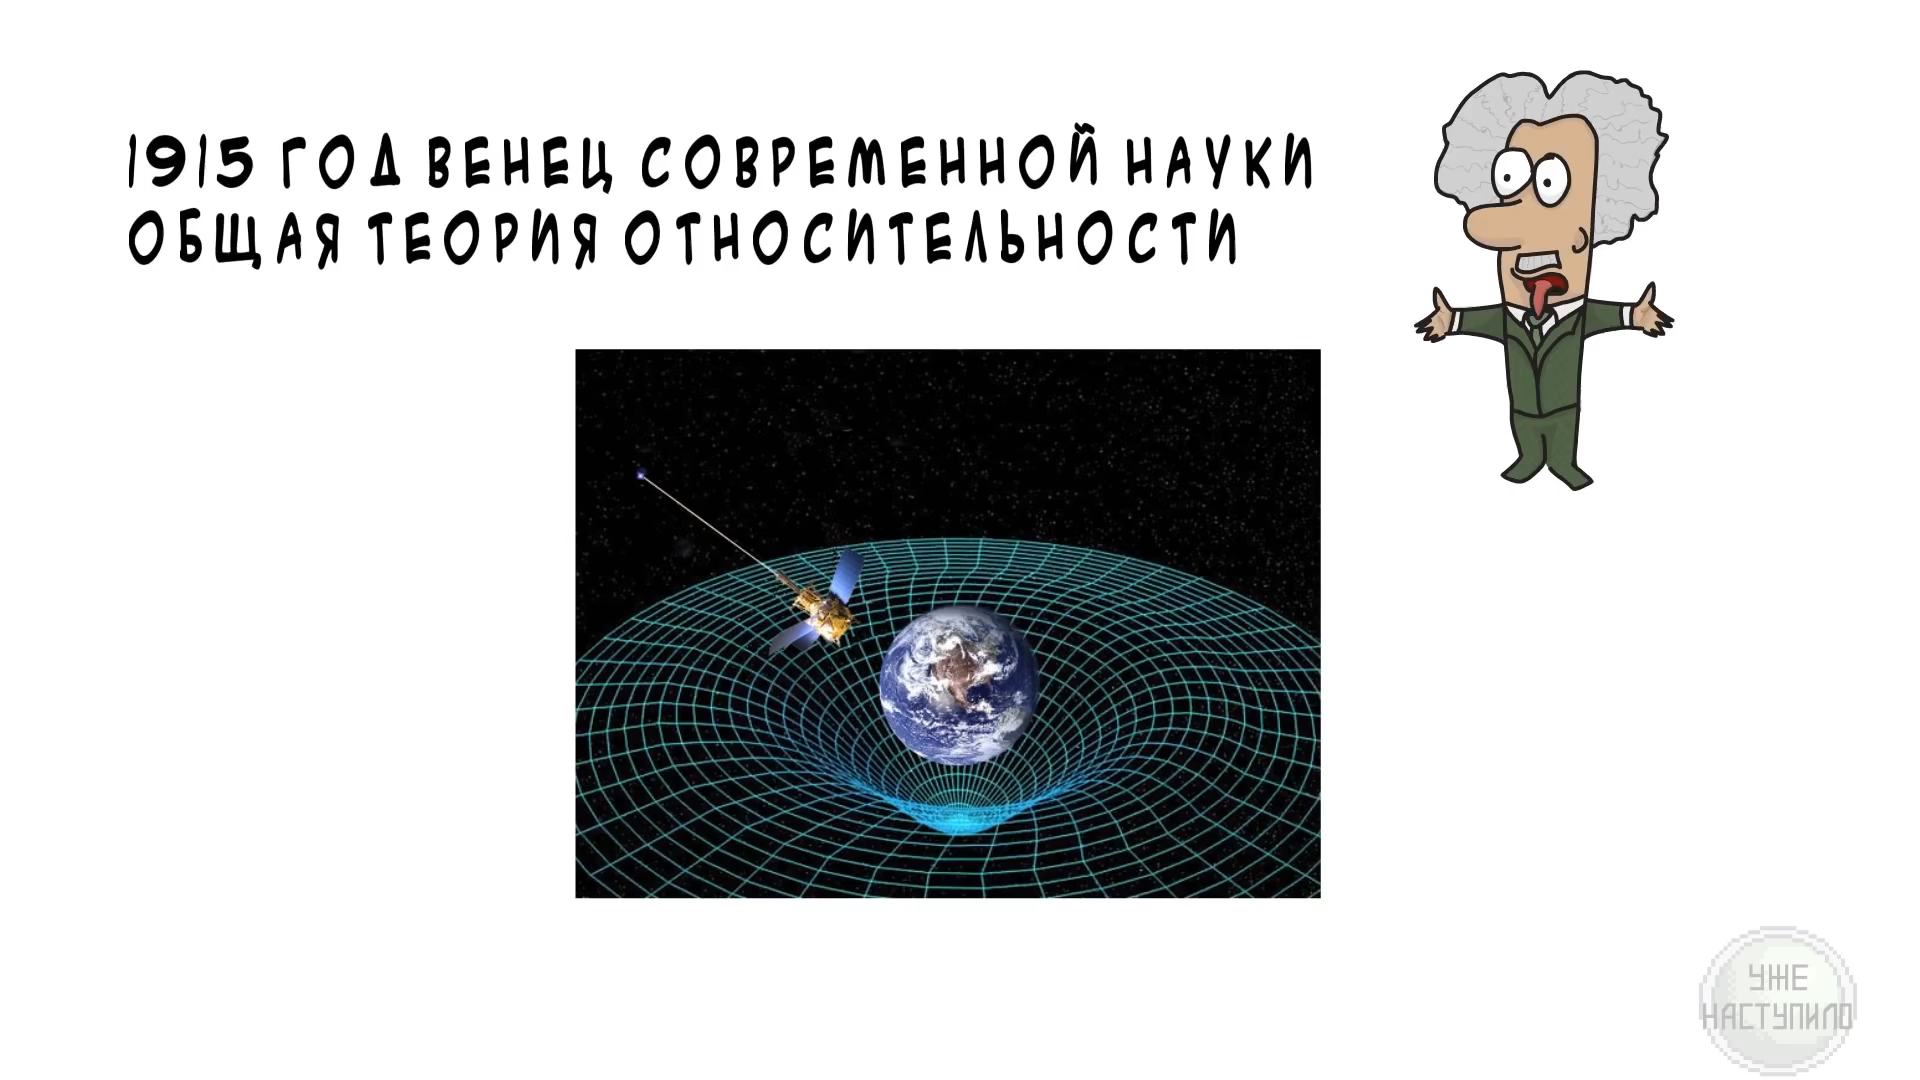 1915 ГОД ВЕНЕЦ СОВРЕМЕННОЙ НАУКИ
ОБЩАЯ ТЕОРИЯ ОТНОСИТЕЛЬНОСТИ
УЖЕ
НАСТУПИЛО